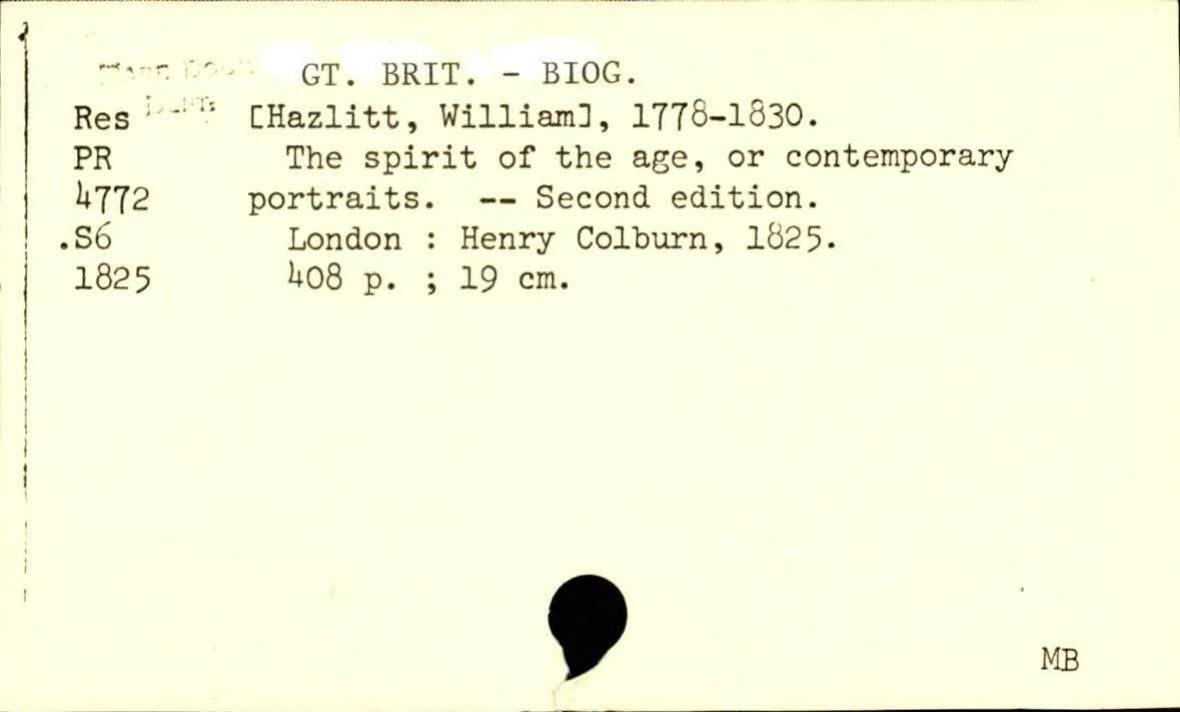 GT. BRIT. - BIOG.
Res [Hazlitt, William], 1778-1830.
PR The spirit of the age, or contemporary
4772 portraits. -- Second edition.
.S6 London : Henry Colburn, 1825.
1825 408 p. ; 19 cm.
MB